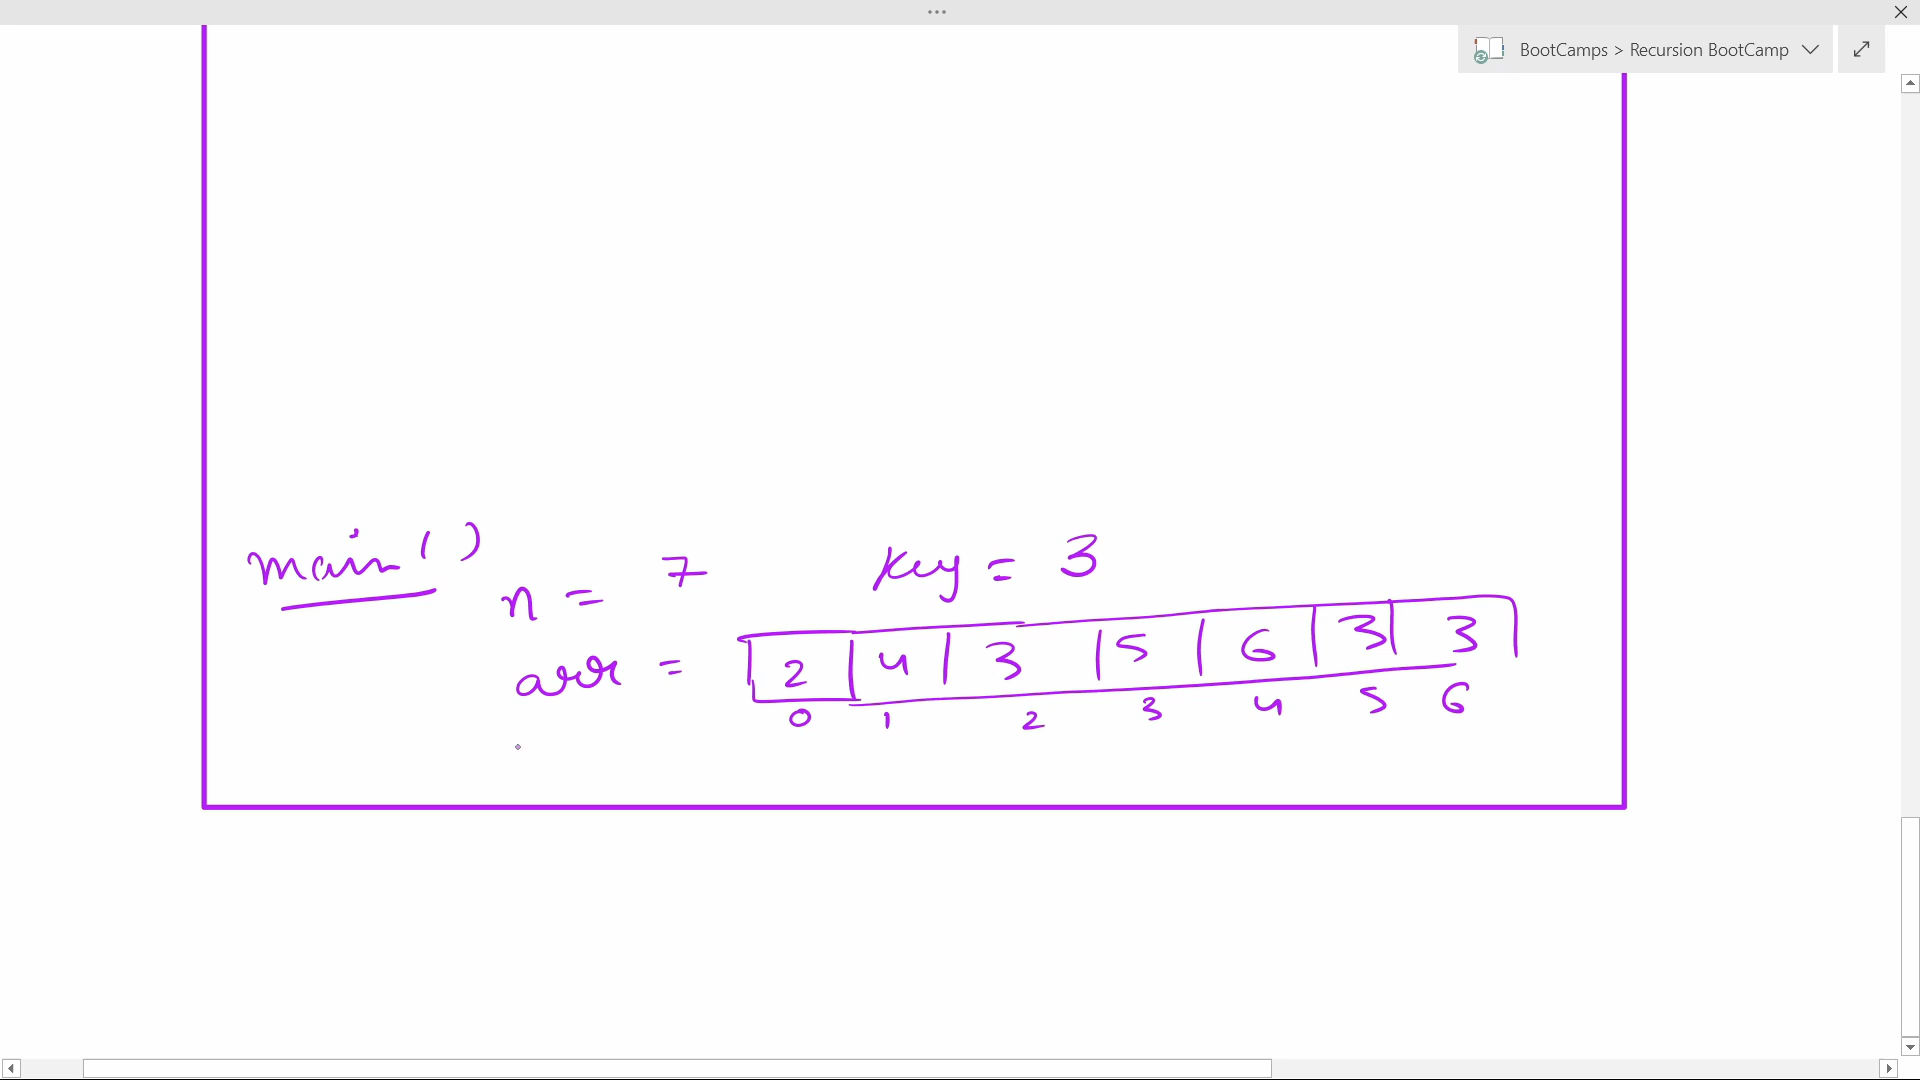 BootCamps > Recursion BootCamp
main ( )
n = 7 key = 3
arr = 2 4 3 5 6 3 3
0 1 2 3 4 5 6